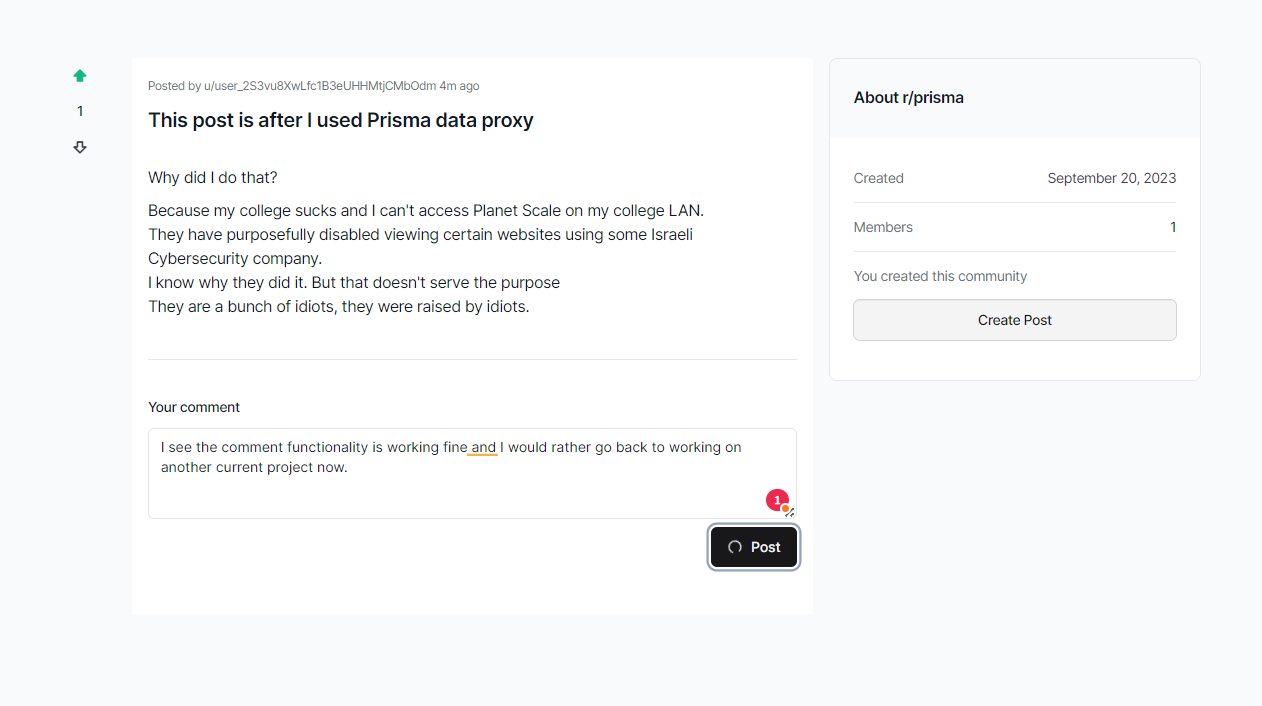 Posted by u/user_2S3vu8XwLfc1B3eUHHMtjCMbOdm 4m ago
1
This post is after I used Prisma data proxy
Why did I do that?
Because my college sucks and I can't access Planet Scale on my college LAN.
They have purposefully disabled viewing certain websites using some Israeli
Cybersecurity company.
I know why they did it. But that doesn't serve the purpose
They are a bunch of idiots, they were raised by idiots.
Your comment
I see the comment functionality is working fine and I would rather go back to working on
another current project now.
1
Post
About r/prisma
Created September 20, 2023
Members 1
You created this community
Create Post